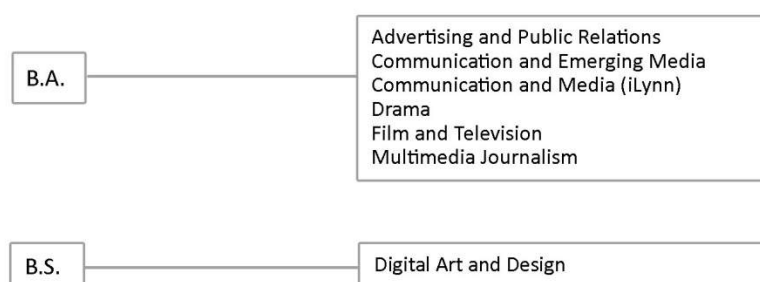 B.A.
Advertising and Public Relations
Communication and Emerging Media
Communication and Media (iLynn)
Drama
Film and Television
Multimedia Journalism
B.S.
Digital Art and Design